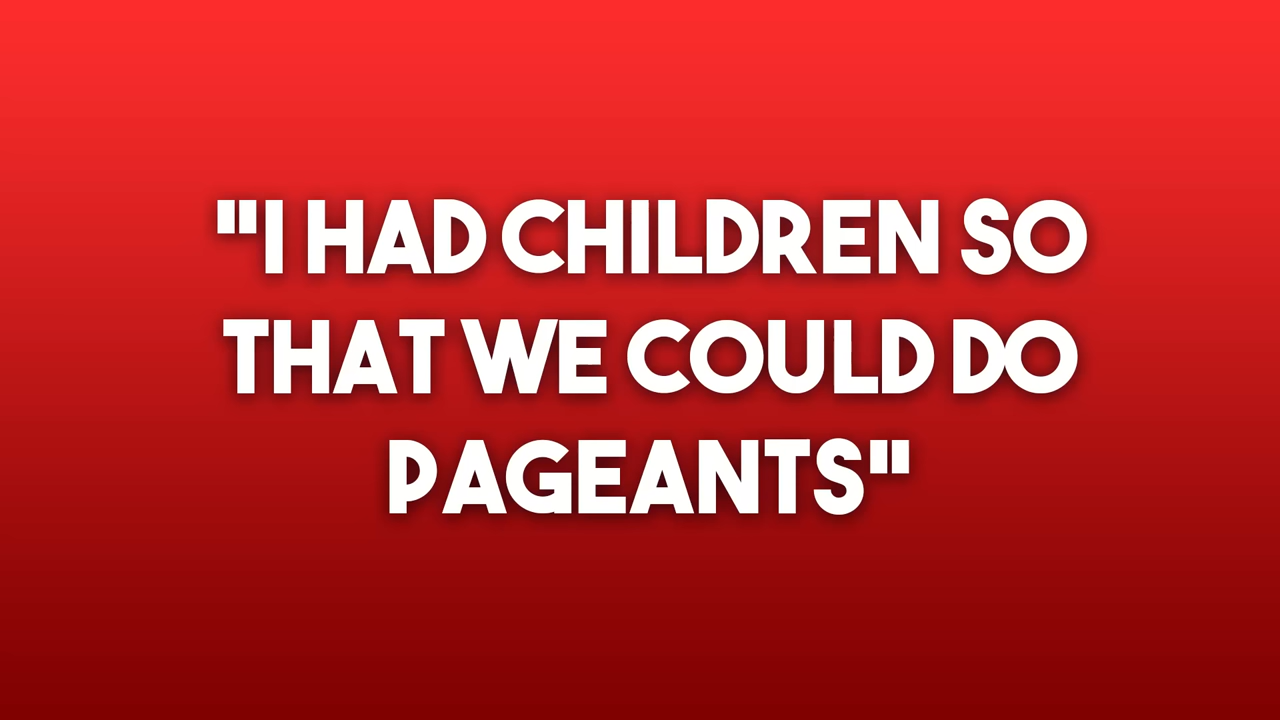 "I HAD CHILDREN SO
THAT WE COULD DO
PAGEANTS"